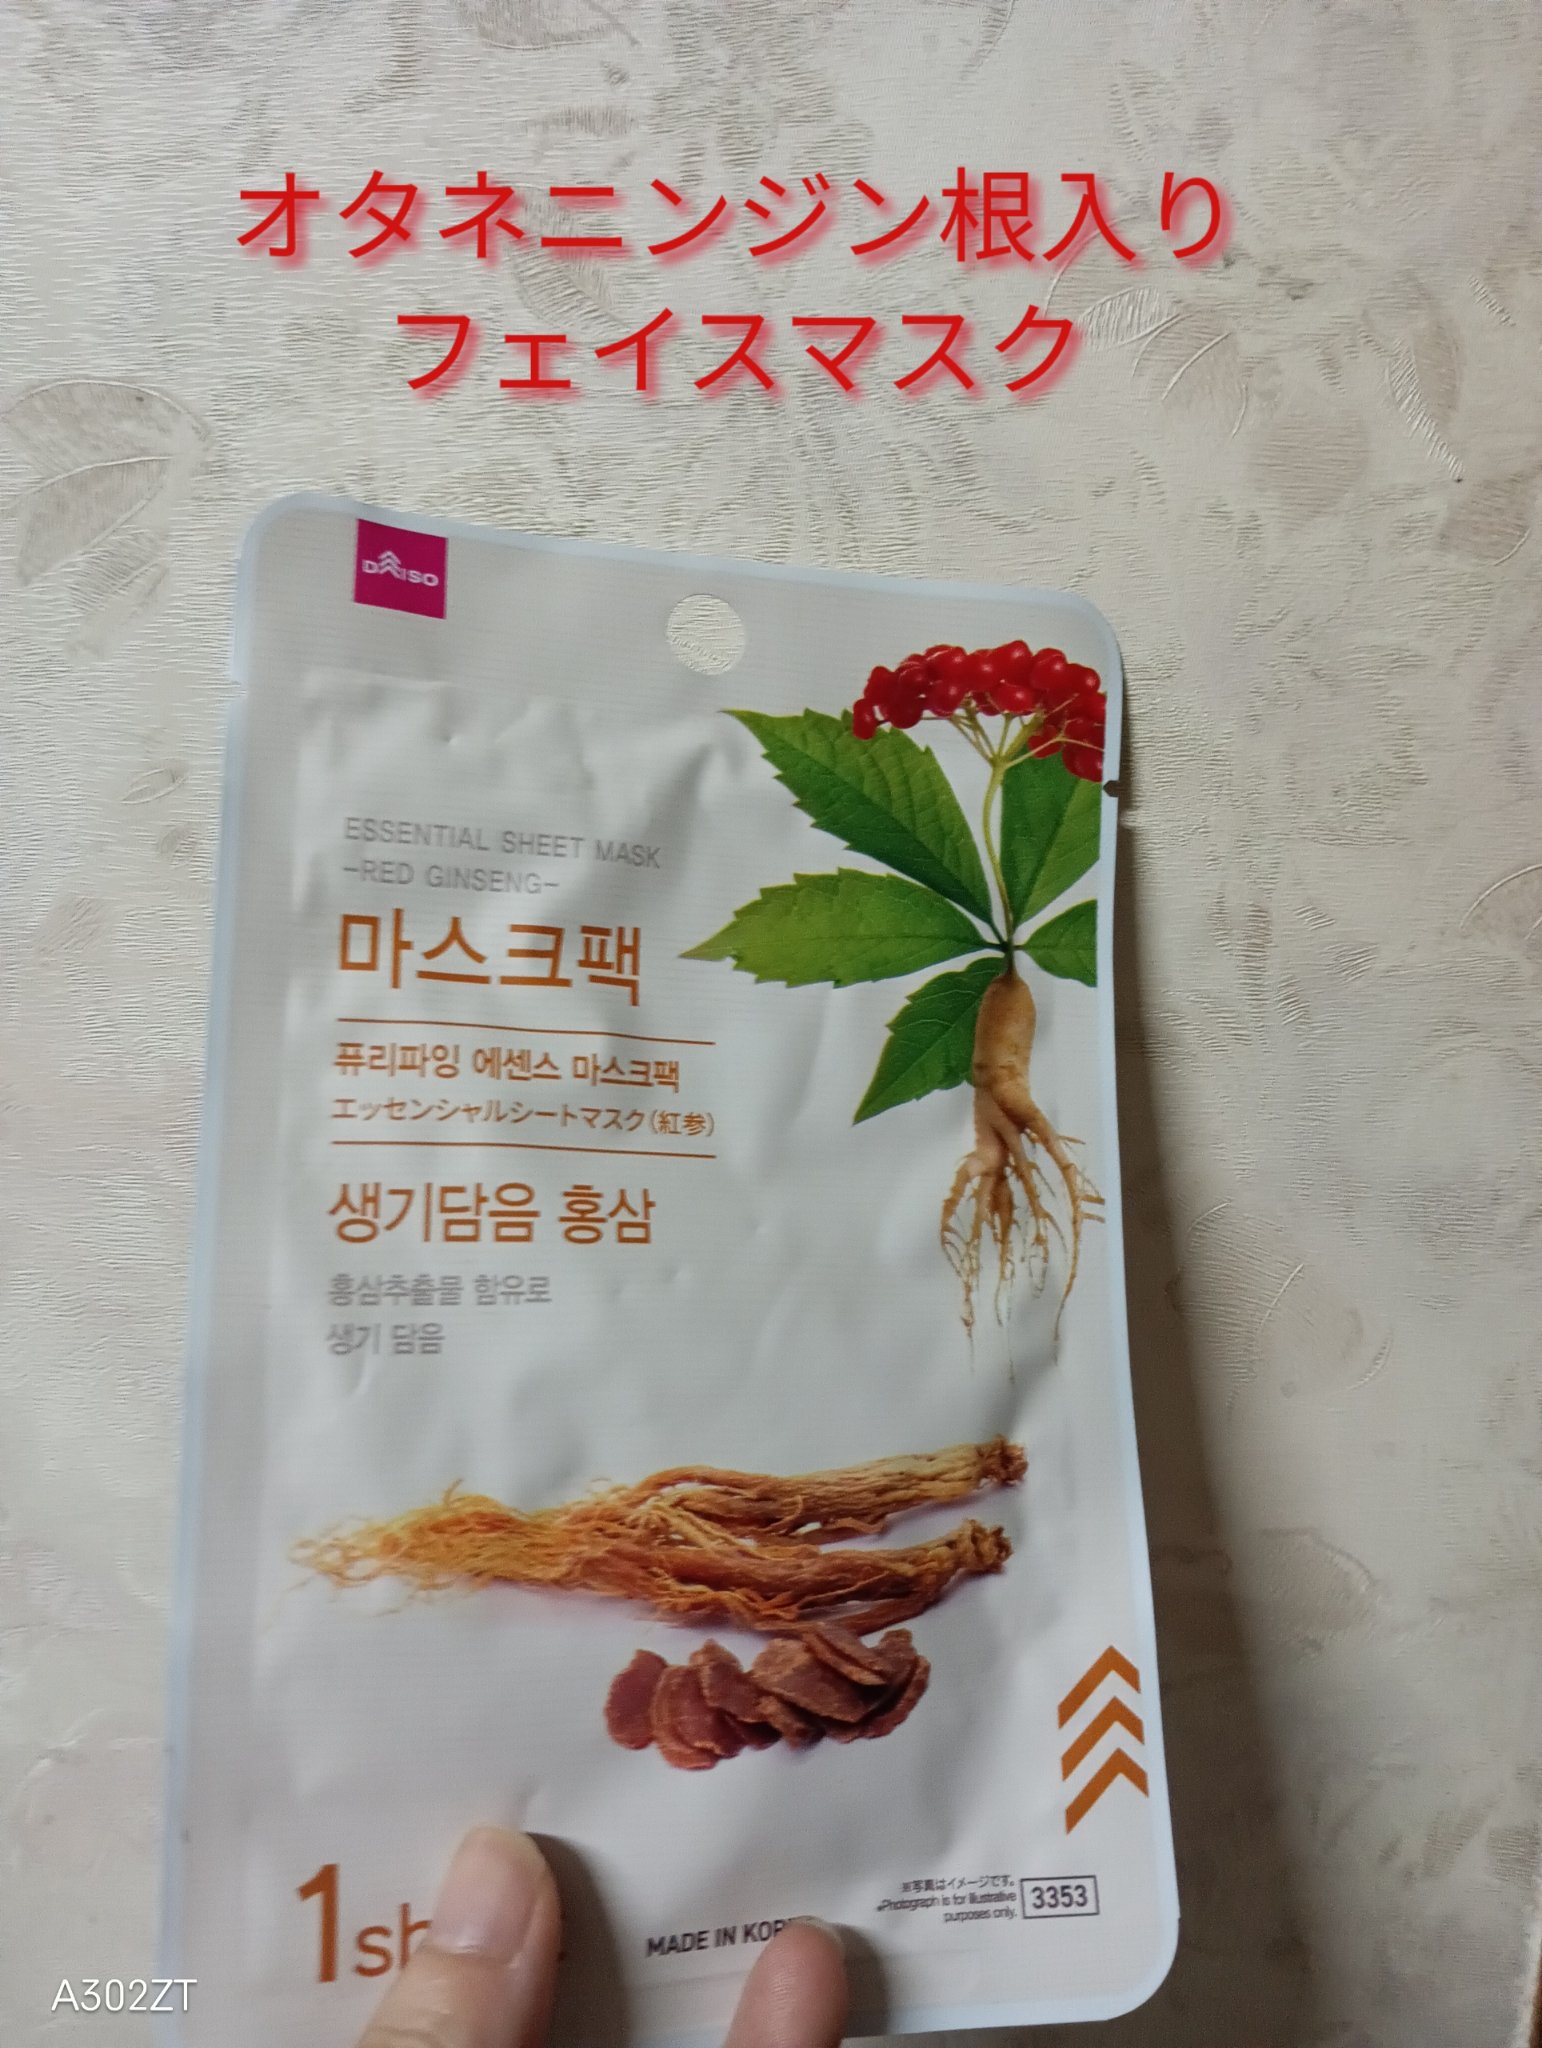 オタネニンジン根入り
フェイスマスク
DAISO
ESSENTIAL SHEET MASK
-RED GINSENG-
마스크팩
퓨리파잉 에센스 마스크팩
エッセンシャルシートマスク(紅参)
생기담음 홍삼
홍삼추출물 함유로
생기 담음
※写真はイメージです。
Photograph is for illustrative
purposes only.
3353
1
MADE IN
A302ZT